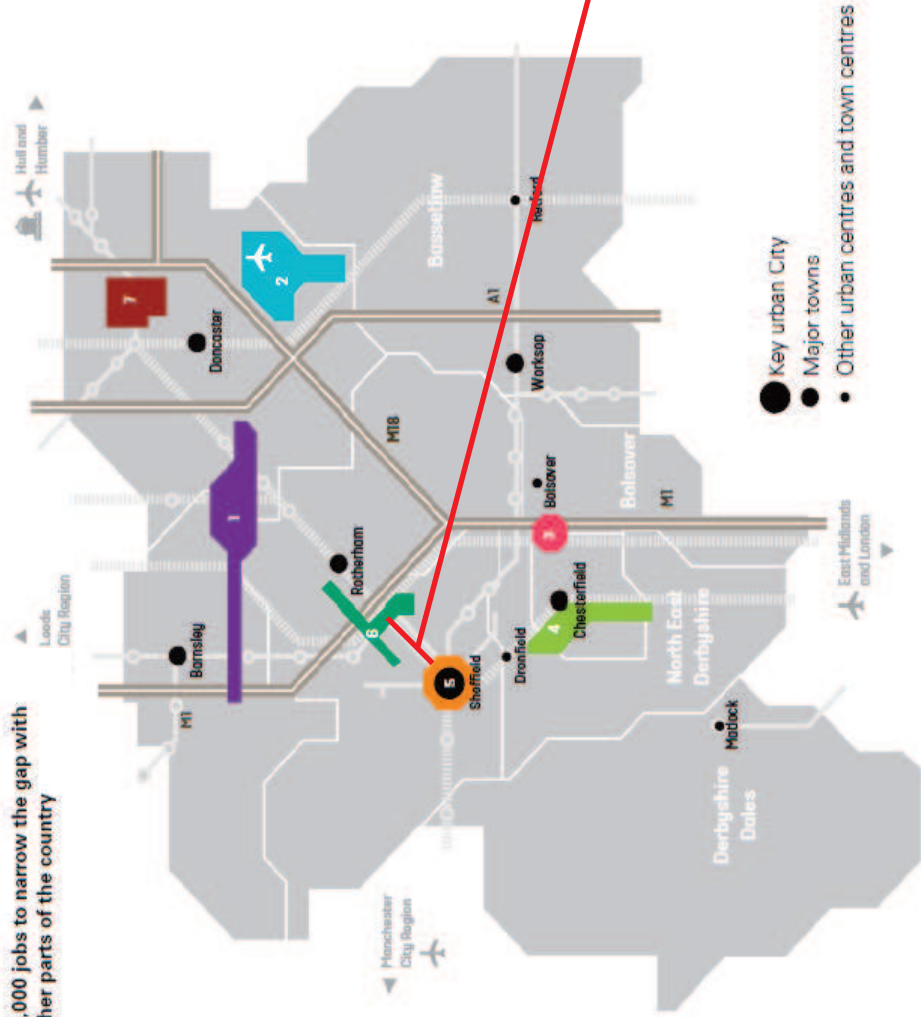 ,000 jobs to narrow the gap with
her parts of the country
Leeds
City Region
Hull and
Humber
M1
Barnsley
1
7
Doncaster
2
Rotherham
6
M18
Manchester
City Region
5
Sheffield
Bassetlaw
A1
Dronfield
3
Bolsover
Worksop
Retford
4
Chesterfield
Bolsover
M1
North East
Derbyshire
Matlock
Derbyshire
Dales
East Midlands
and London
Key urban City
Major towns
Other urban centres and town centres